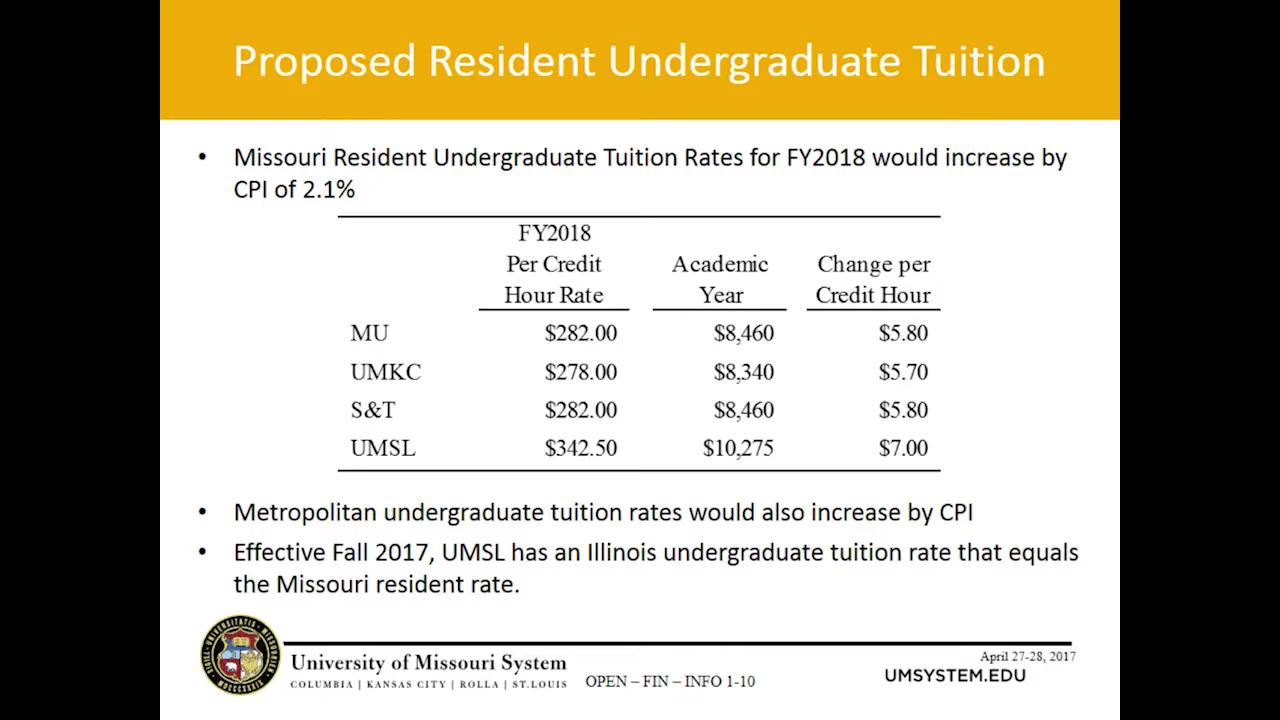 Proposed Resident Undergraduate Tuition
• Missouri Resident Undergraduate Tuition Rates for FY2018 would increase by
CPI of 2.1%
FY2018
Per Credit Academic Change per
Hour Rate Year Credit Hour
MU $282.00 $8,460 $5.80
UMKC $278.00 $8,340 $5.70
S&T $282.00 $8,460 $5.80
UMSL $342.50 $10,275 $7.00
• Metropolitan undergraduate tuition rates would also increase by CPI
• Effective Fall 2017, UMSL has an Illinois undergraduate tuition rate that equals
the Missouri resident rate.
University of Missouri System
COLUMBIA | KANSAS CITY | ROLLA | ST.LOUIS
OPEN – FIN – INFO 1-10
April 27-28, 2017
UMSYSTEM.EDU